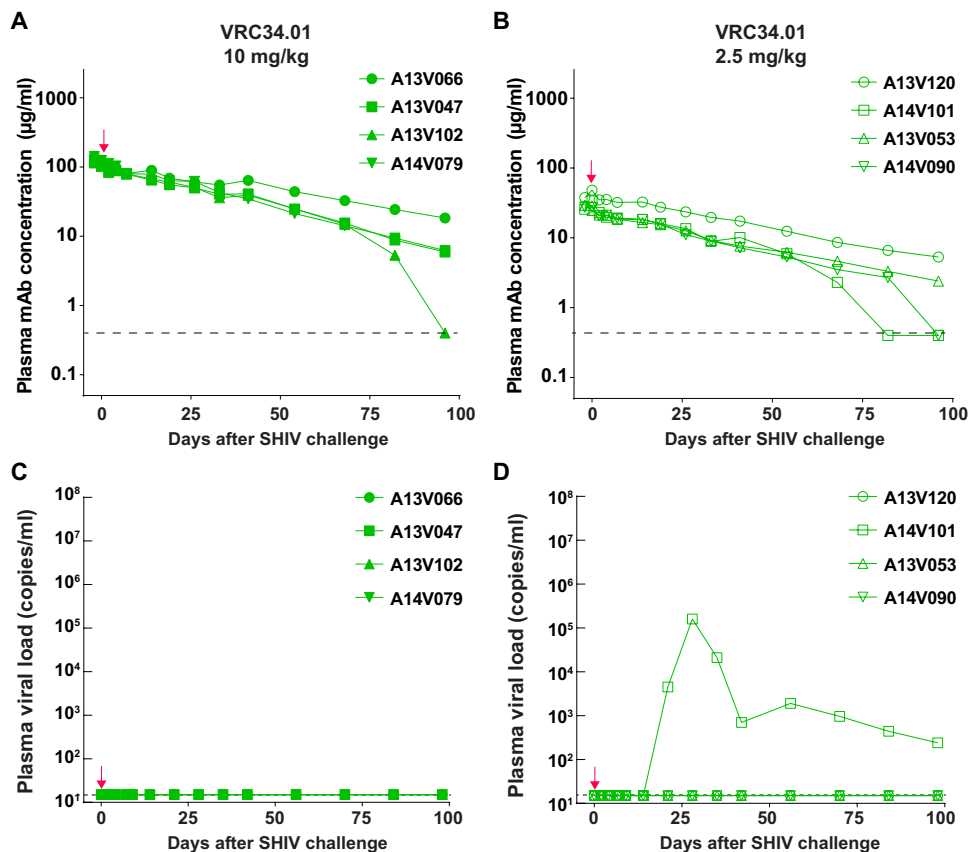 A
VRC34.01
10 mg/kg
A13V066
A13V047
A13V102
A14V079
Plasma mAb concentration (µg/ml)
1000
100
10
1
0.1
0 25 50 75 100
Days after SHIV challenge
B
VRC34.01
2.5 mg/kg
A13V120
A14V101
A13V053
A14V090
Plasma mAb concentration (µg/ml)
1000
100
10
1
0.1
0 25 50 75 100
Days after SHIV challenge
C
A13V066
A13V047
A13V102
A14V079
Plasma viral load (copies/ml)
10⁸
10⁷
10⁶
10⁵
10⁴
10³
10²
10¹
0 25 50 75 100
Days after SHIV challenge
D
A13V120
A14V101
A13V053
A14V090
Plasma viral load (copies/ml)
10⁸
10⁷
10⁶
10⁵
10⁴
10³
10²
10¹
0 25 50 75 100
Days after SHIV challenge